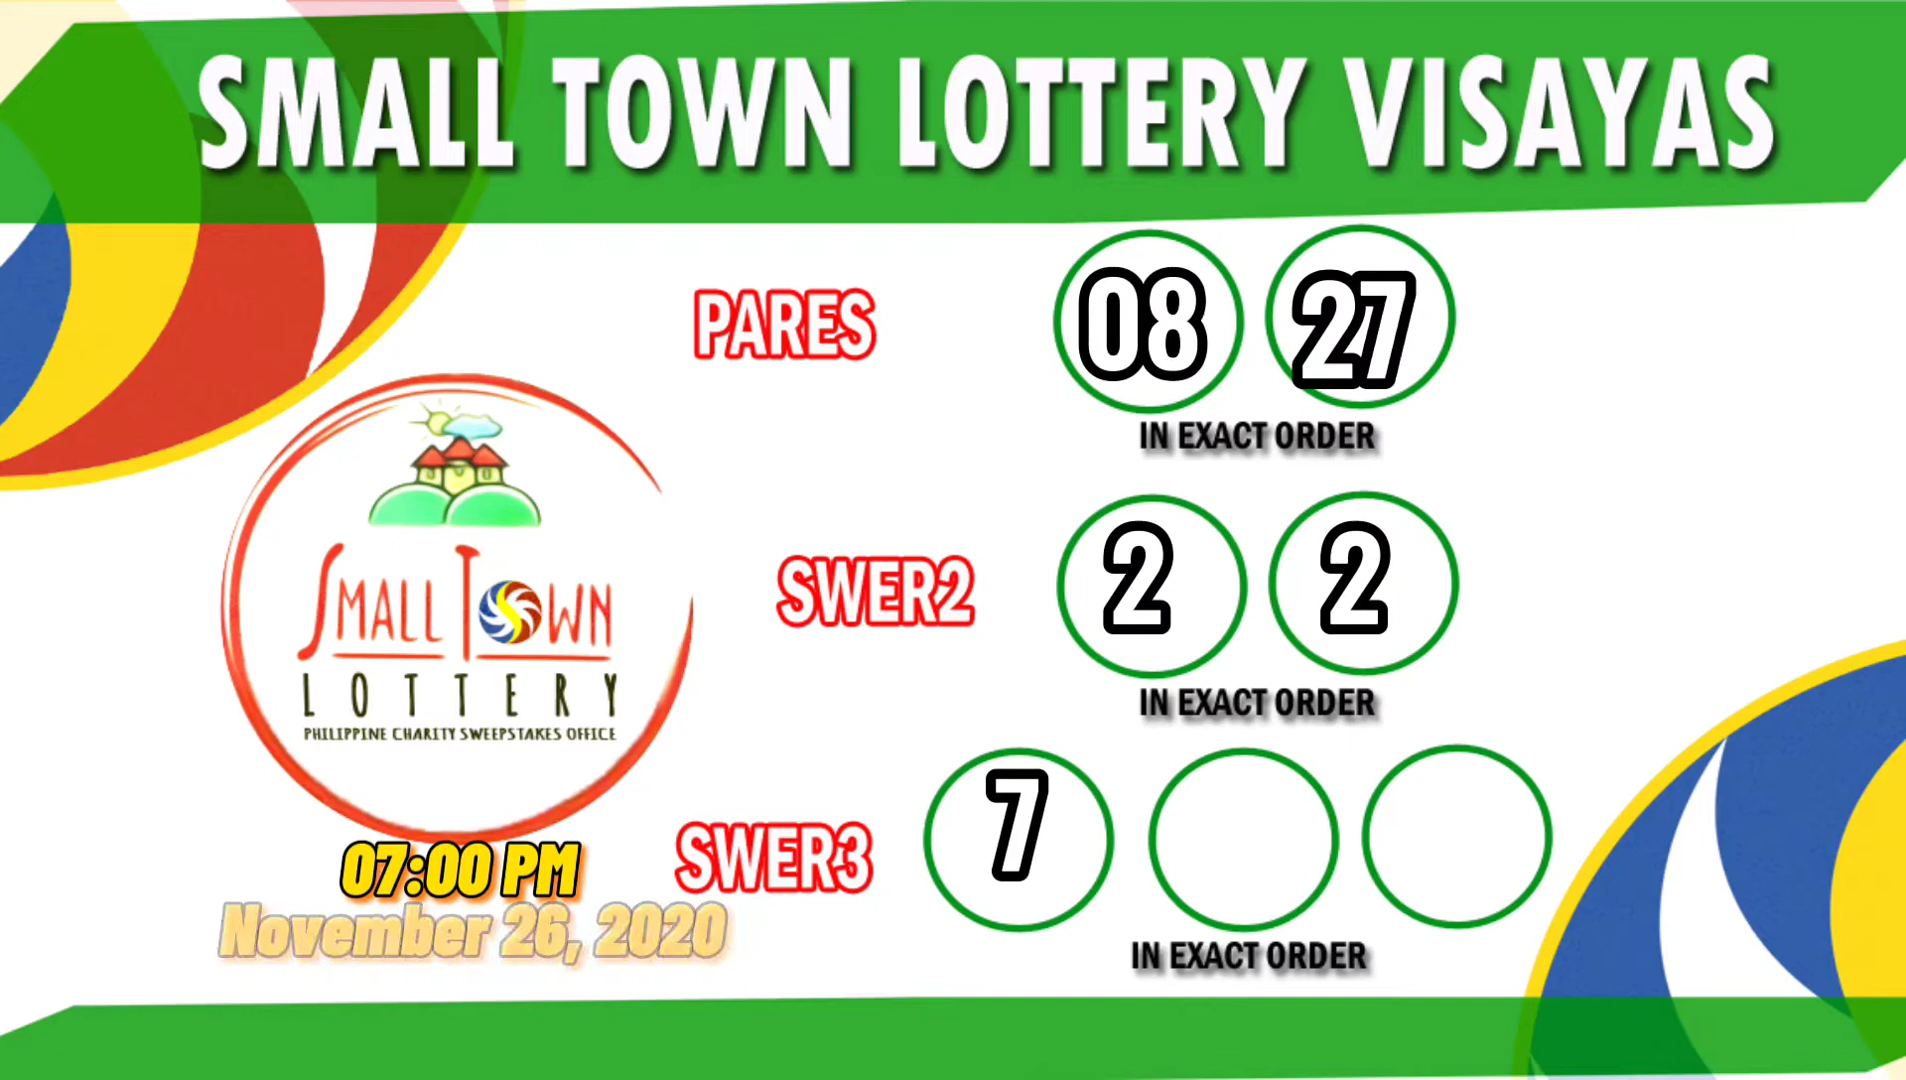 SMALL TOWN LOTTERY VISAYAS
PARES 08 27
IN EXACT ORDER
SWER2 2 2
IN EXACT ORDER
SMALL TOWN
LOTTERY
PHILIPPINE CHARITY SWEEPSTAKES OFFICE
SWER3 7
07:00 PM
November 26, 2020
IN EXACT ORDER